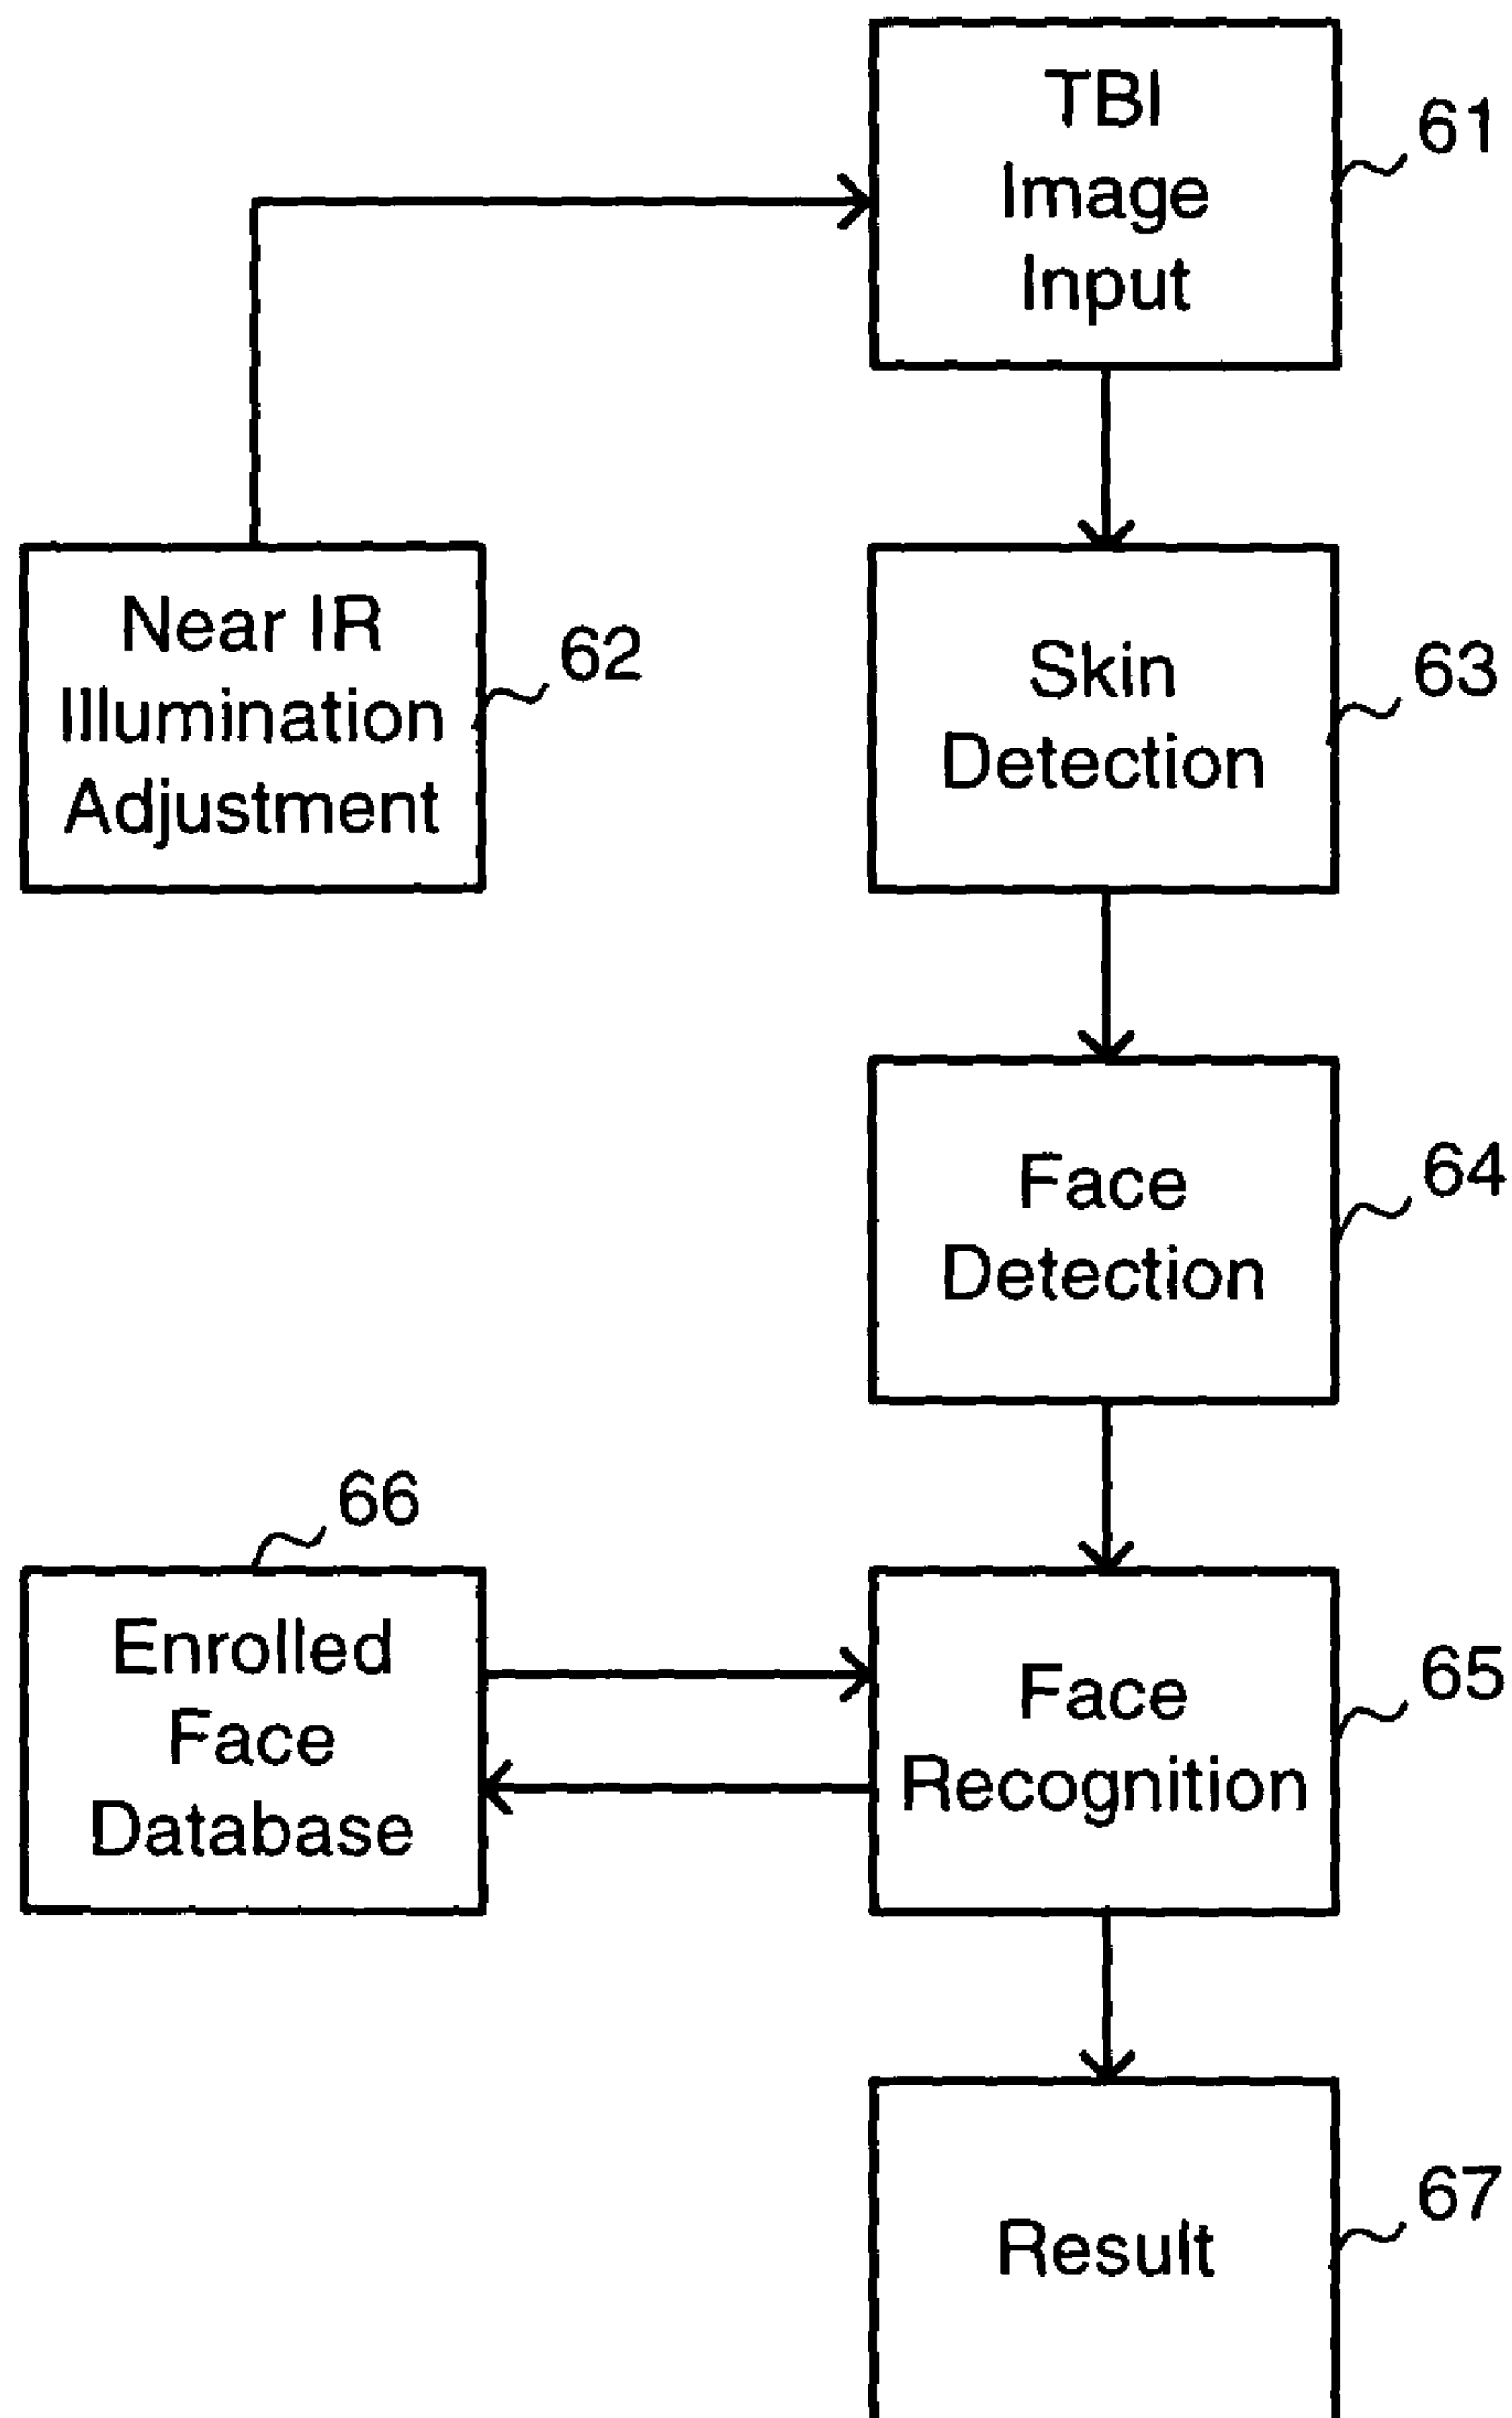 TBI
Image
Input
61
Near IR
Illumination
Adjustment
62
Skin
Detection
63
Face
Detection
64
66
Enrolled
Face
Database
Face
Recognition
65
Result
67